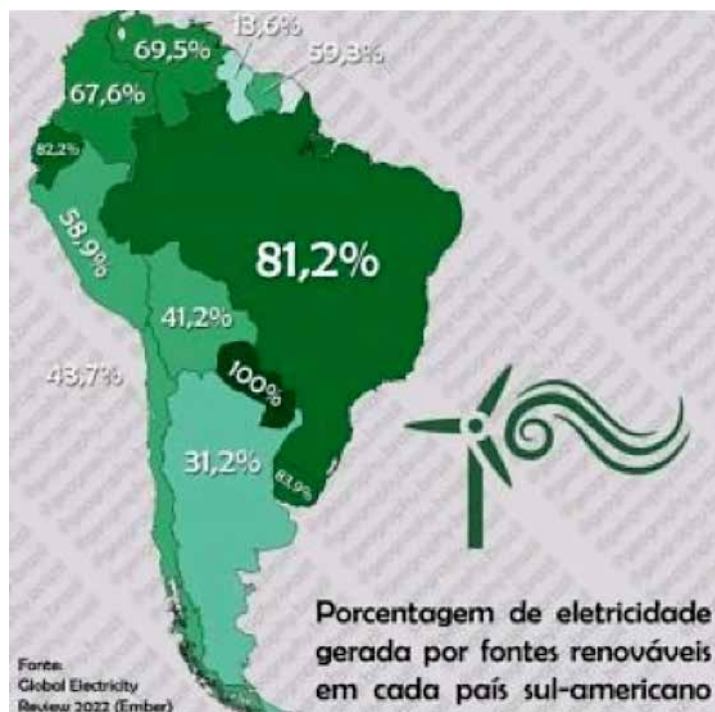 13,6%
69,5%
59,3%
67,6%
82,2%
58,9%
81,2%
41,2%
43,7%
100%
31,2%
83,9%
Porcentagem de eletricidade
gerada por fontes renováveis
em cada país sul-americano
Fonte:
Global Electricity
Review 2022 (Ember)